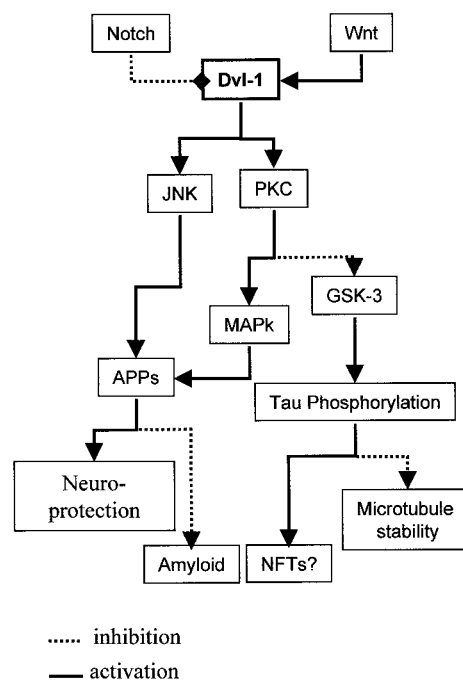 Notch
Wnt
Dvl-1
JNK
PKC
GSK-3
MAPk
APPs
Tau Phosphorylation
Neuro-
protection
Microtubule
stability
Amyloid
NFTs?
inhibition
activation